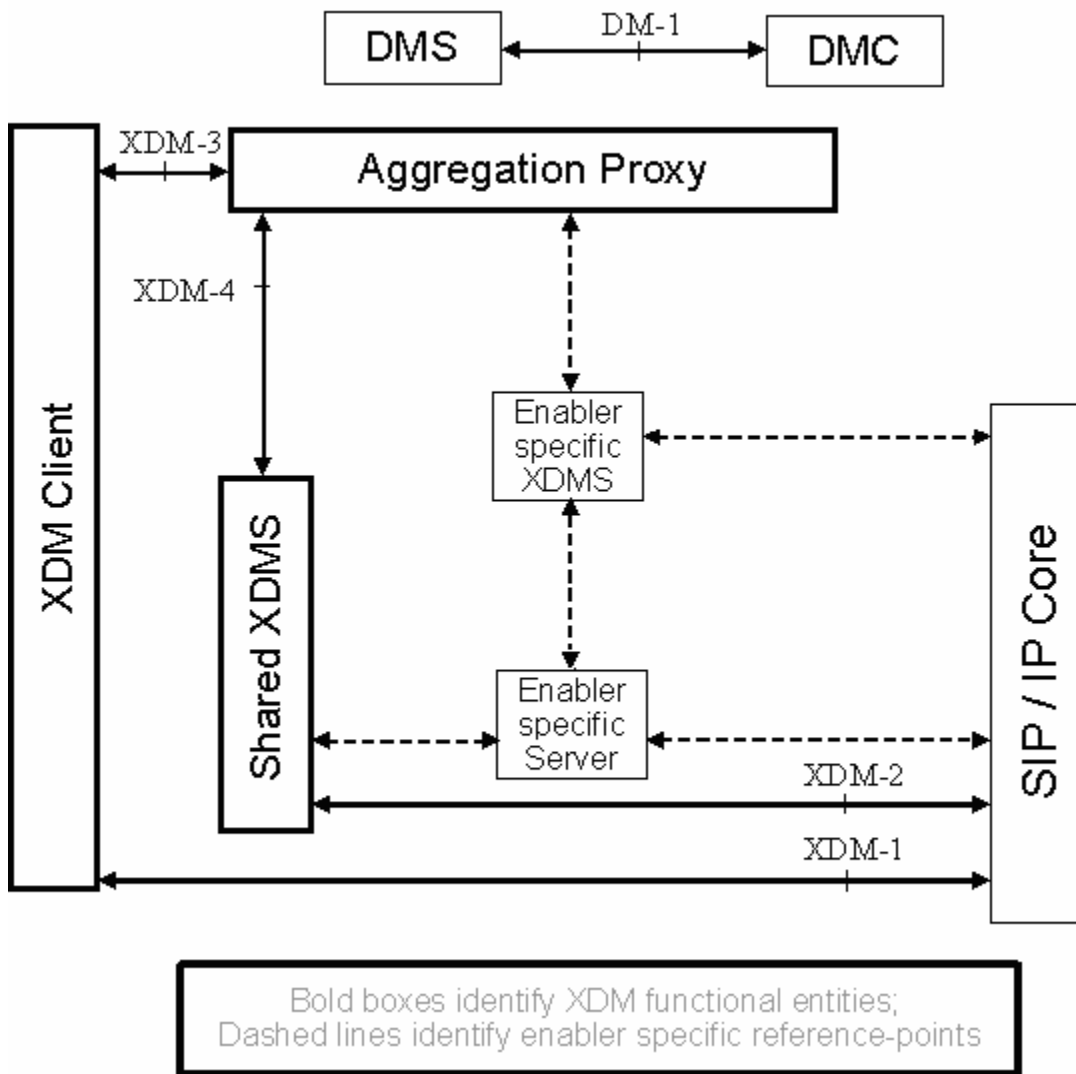 DMS
DM-1
DMC
XDM-3
Aggregation Proxy
XDM-4
XDM Client
Enabler
specific
XDMS
Shared XDMS
Enabler
specific
Server
SIP / IP Core
XDM-2
XDM-1
Bold boxes identify XDM functional entities;
Dashed lines identify enabler specific reference-points